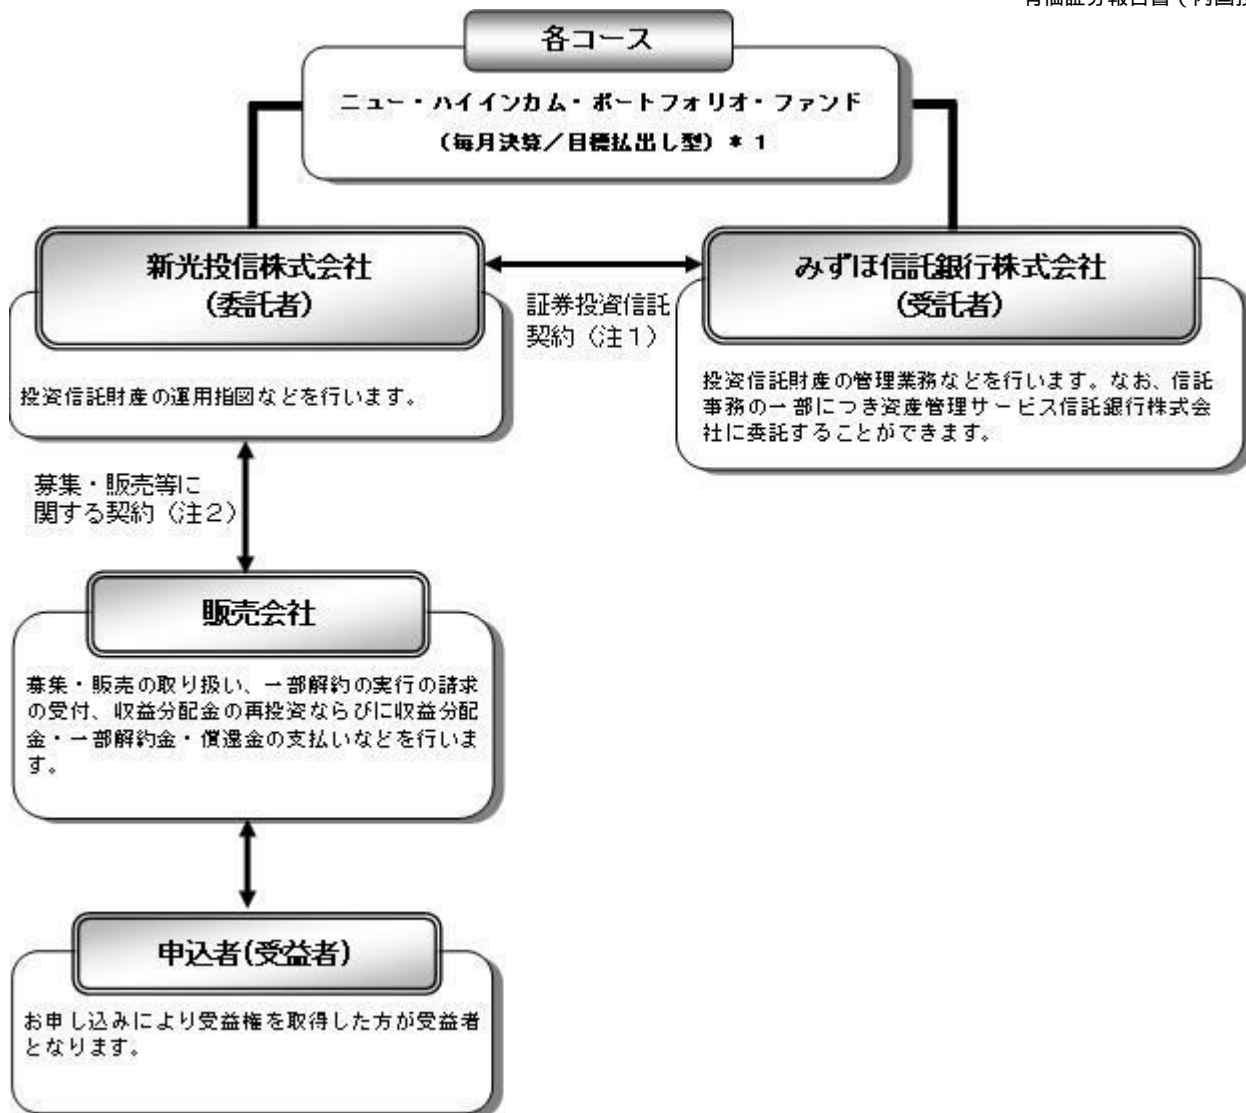 各コース
ニュー・ハイインカム・ポートフォリオ・ファンド
(毎月決算/目標払出し型)*1
新光投信株式会社
(委託者)
みずほ信託銀行株式会社
(受託者)
証券投資信託
契約(注1)
投資信託財産の運用指図などを行います。
投資信託財産の管理業務などを行います。なお、信託
事務の一部につき資産管理サービス信託銀行株式会
社に委託することができます。
募集・販売等に
関する契約(注2)
販売会社
募集・販売の取り扱い、一部解約の実行の請求
の受付、収益分配金の再投資ならびに収益分配
金・一部解約金・償還金の支払いなどを行いま
す。
申込者(受益者)
お申し込みにより受益権を取得した方が受益者
となります。